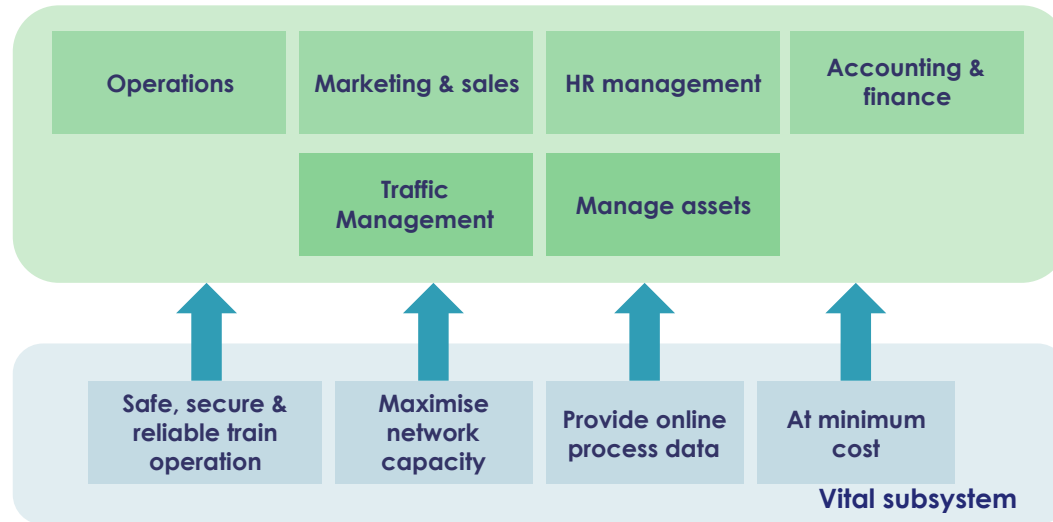 Operations
Marketing & sales
HR management
Accounting &
finance
Traffic
Management
Manage assets
Safe, secure &
reliable train
operation
Maximise
network
capacity
Provide online
process data
At minimum
cost
Vital subsystem